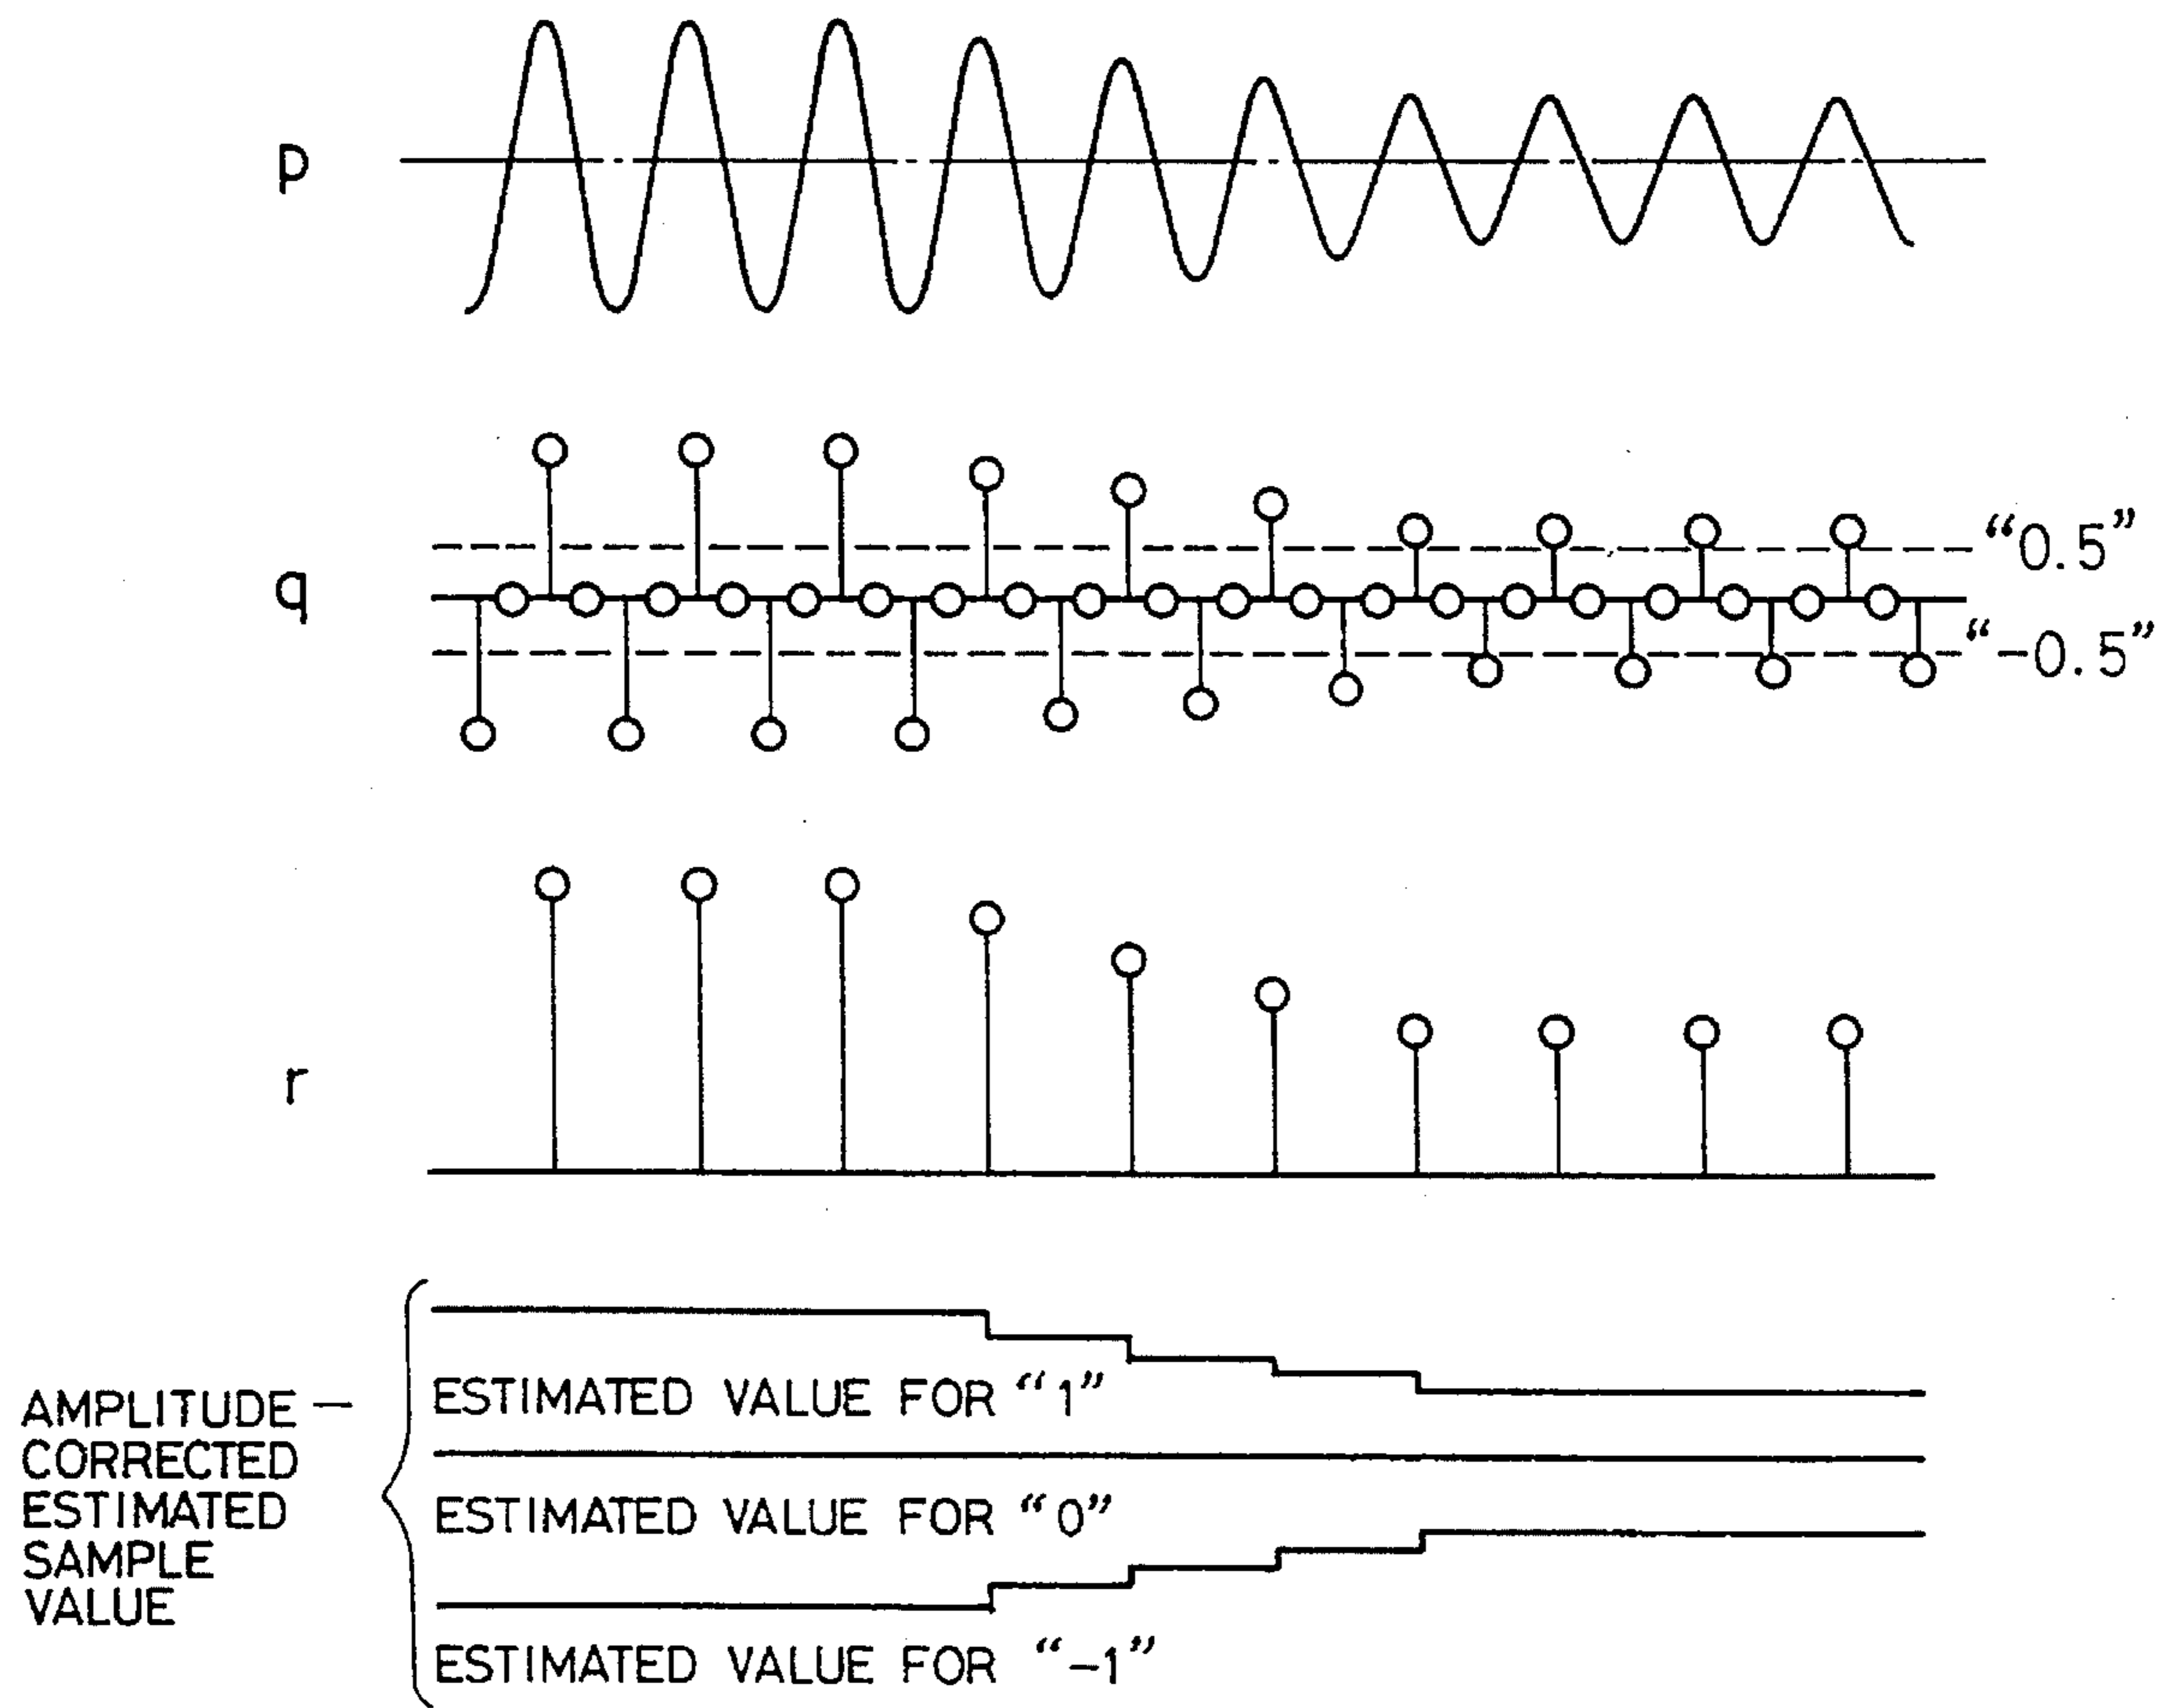 p
q
“0.5”
“-0.5”
r
AMPLITUDE-
CORRECTED
ESTIMATED
SAMPLE
VALUE
ESTIMATED VALUE FOR “1”
ESTIMATED VALUE FOR “0”
ESTIMATED VALUE FOR “-1”